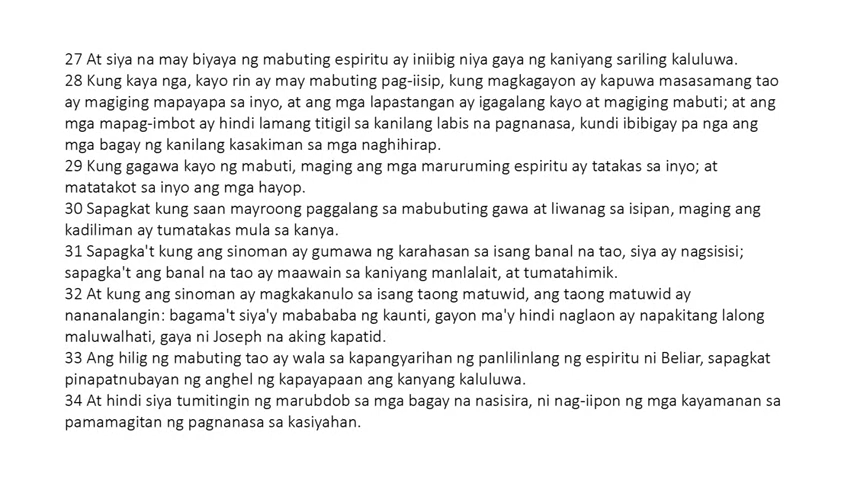 27 At siya na may biyaya ng mabuting espiritu ay iniibig niya gaya ng kaniyang sariling kaluluwa.
28 Kung kaya nga, kayo rin ay may mabuting pag-iisip, kung magkagayon ay kapuwa masasamang tao
ay magiging mapayapa sa inyo, at ang mga lapastangan ay igagalang kayo at magiging mabuti; at ang
mga mapag-imbot ay hindi lamang titigil sa kanilang labis na pagnanasa, kundi ibibigay pa nga ang
mga bagay ng kanilang kasakiman sa mga naghihirap.
29 Kung gagawa kayo ng mabuti, maging ang mga maruruming espiritu ay tatakas sa inyo; at
matatakot sa inyo ang mga hayop.
30 Sapagkat kung saan mayroong paggalang sa mabubuting gawa at liwanag sa isipan, maging ang
kadiliman ay tumatakas mula sa kanya.
31 Sapagka't kung ang sinoman ay gumawa ng karahasan sa isang banal na tao, siya ay nagsisisi;
sapagka't ang banal na tao ay maawain sa kaniyang manlalait, at tumatahimik.
32 At kung ang sinoman ay magkakanulo sa isang taong matuwid, ang taong matuwid ay
nananalangin: bagama't siya'y mabababa ng kaunti, gayon ma'y hindi naglaon ay napakitang lalong
maluwalhati, gaya ni Joseph na aking kapatid.
33 Ang hilig ng mabuting tao ay wala sa kapangyarihan ng panlilinlang ng espiritu ni Beliar, sapagkat
pinapatnubayan ng anghel ng kapayapaan ang kanyang kaluluwa.
34 At hindi siya tumitingin ng marubdob sa mga bagay na nasisira, ni nag-iipon ng mga kayamanan sa
pamamagitan ng pagnanasa sa kasiyahan.